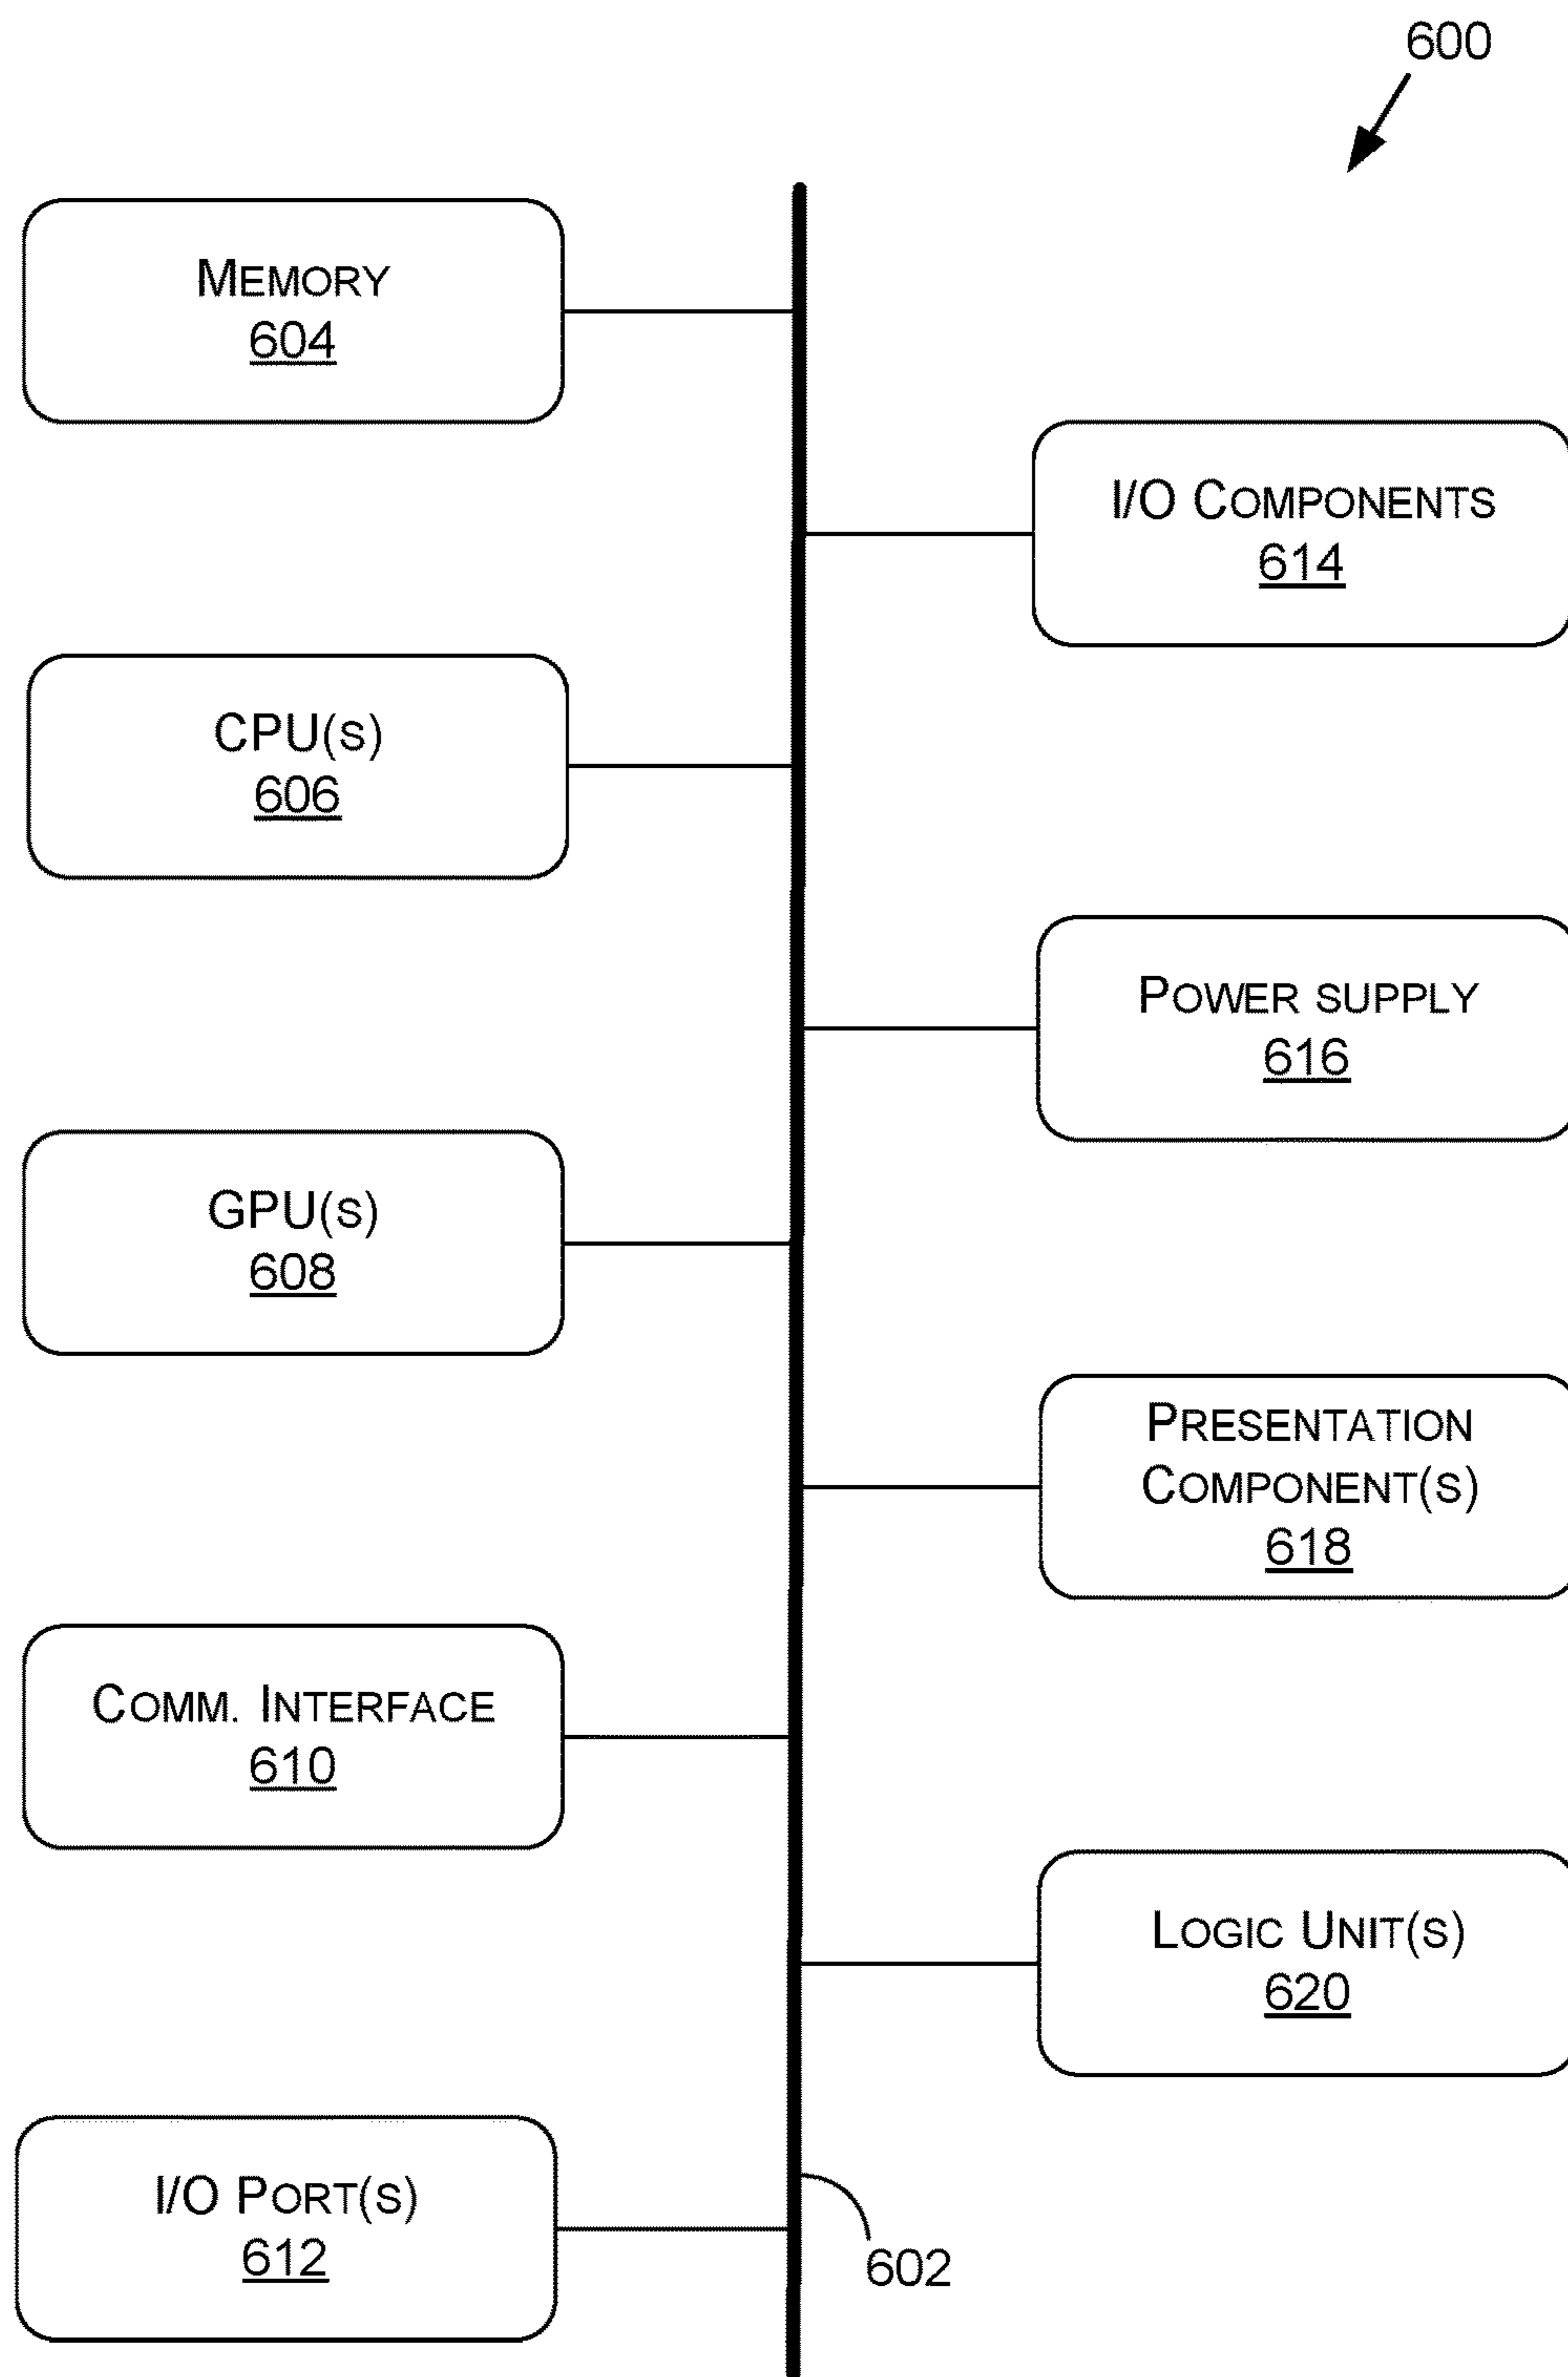 600
MEMORY
604
I/O COMPONENTS
614
CPU(S)
606
POWER SUPPLY
616
GPU(S)
608
PRESENTATION
COMPONENT(S)
618
COMM. INTERFACE
610
LOGIC UNIT(S)
620
I/O PORT(S)
612
602